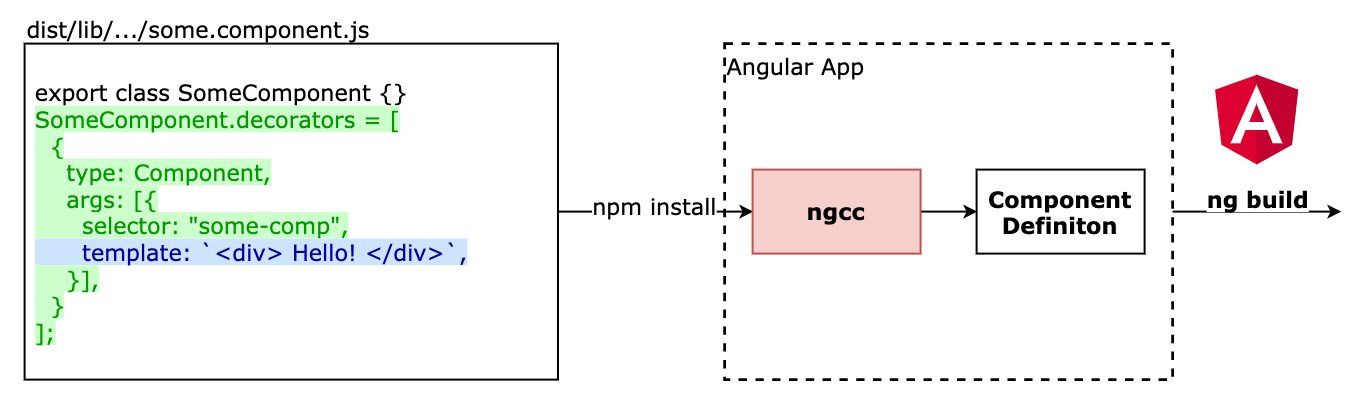 dist/lib/.../some.component.js
export class SomeComponent {}
SomeComponent.decorators = [
{
type: Component,
args: [{
selector: "some-comp",
template: `<div> Hello! </div>`,
}],
}
];
npm install
Angular App
ngcc
Component
Definiton
A
ng build